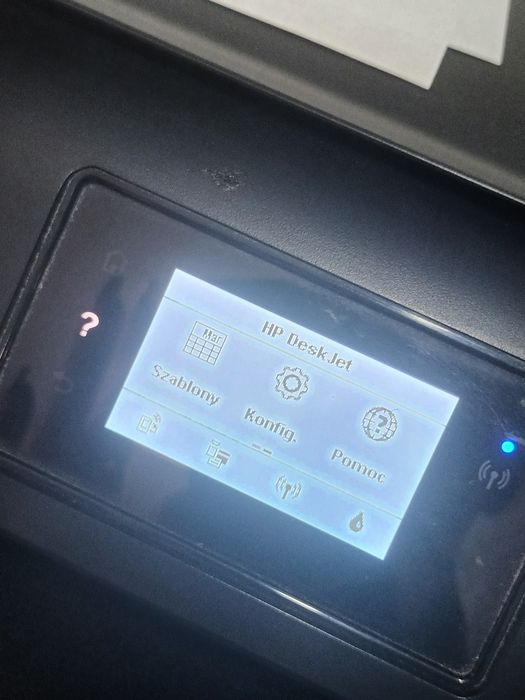 HP DeskJet
Mar
Szablony
Konfig.
Pomoc
?